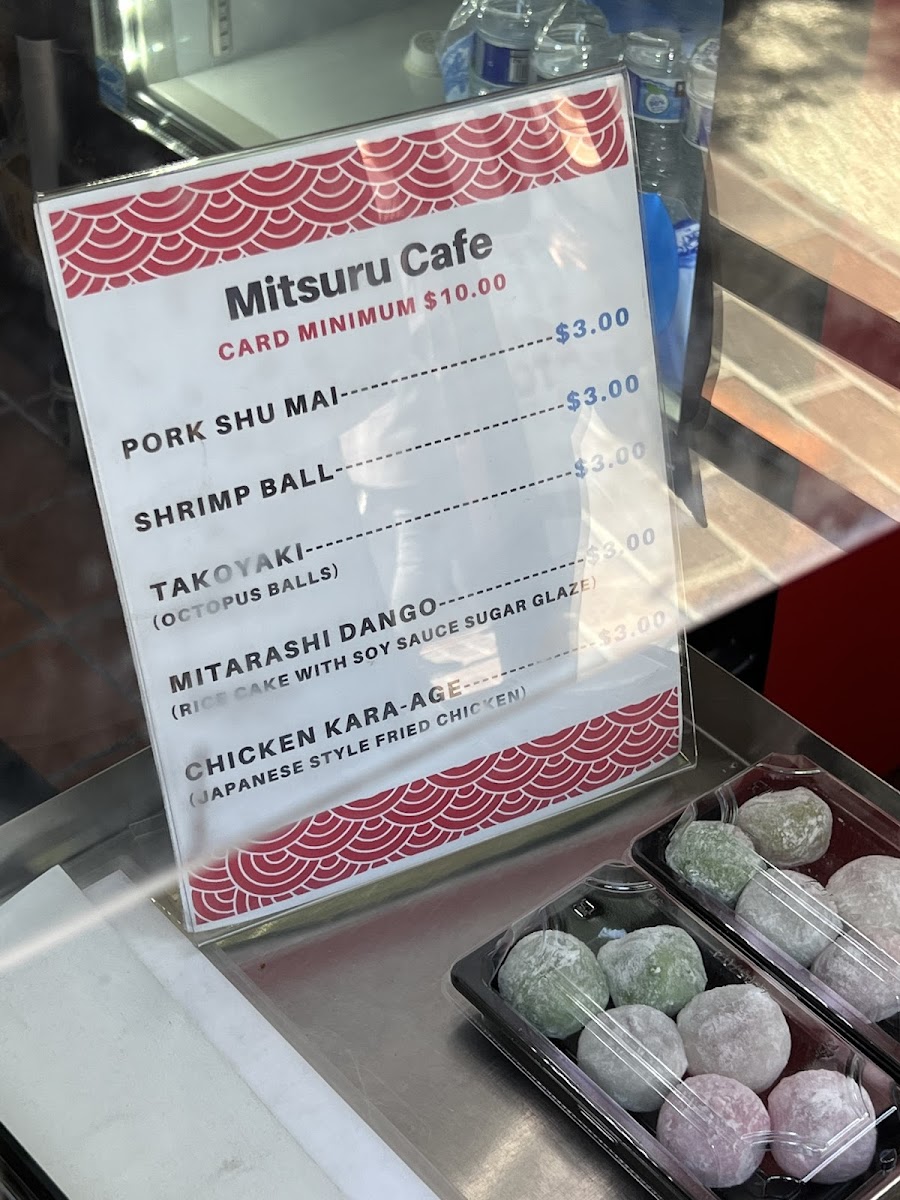 Mitsuru Cafe
CARD MINIMUM $10.00
PORK SHU MAI---------------------$3.00
SHRIMP BALL----------------------$3.00
TAKOYAKI--------------------------$3.00
(OCTOPUS BALLS)
MITARASHI DANGO--------------$3.00
(RICE CAKE WITH SOY SAUCE SUGAR GLAZE)
CHICKEN KARA-AGE-------------$3.00
(JAPANESE STYLE FRIED CHICKEN)